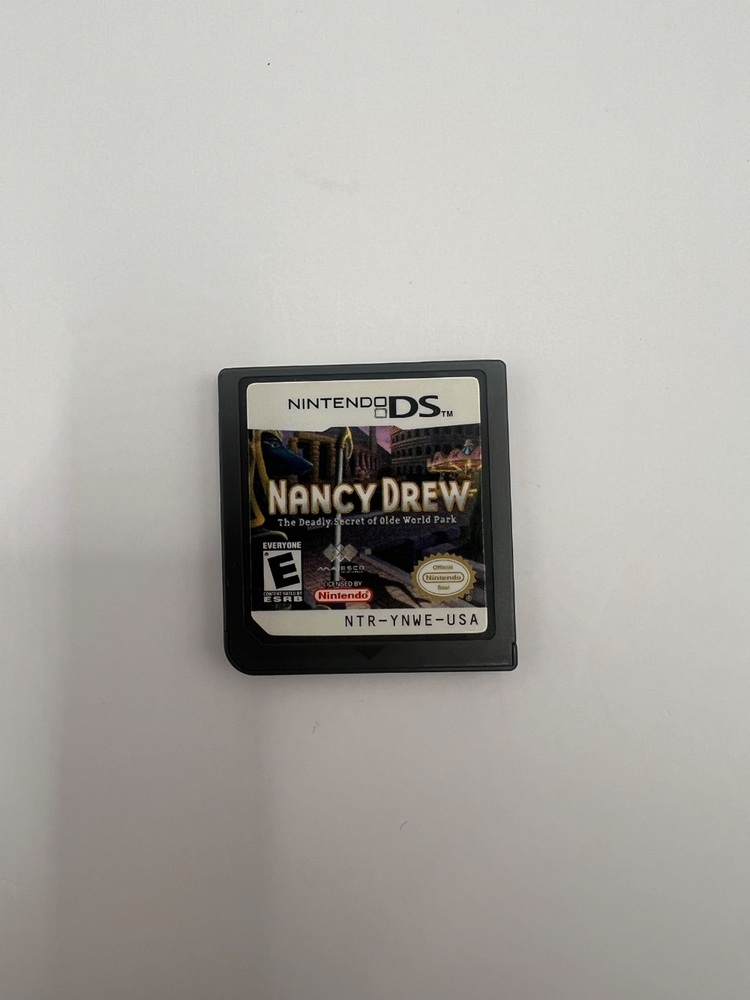 NINTENDO DS™
NANCY DREW
The Deadly Secret of Olde World Park
EVERYONE
E
CONTENT RATED BY
ESRB
MAJESCO
LICENSED BY
Nintendo
Official
Nintendo
Seal
NTR-YNWE-USA